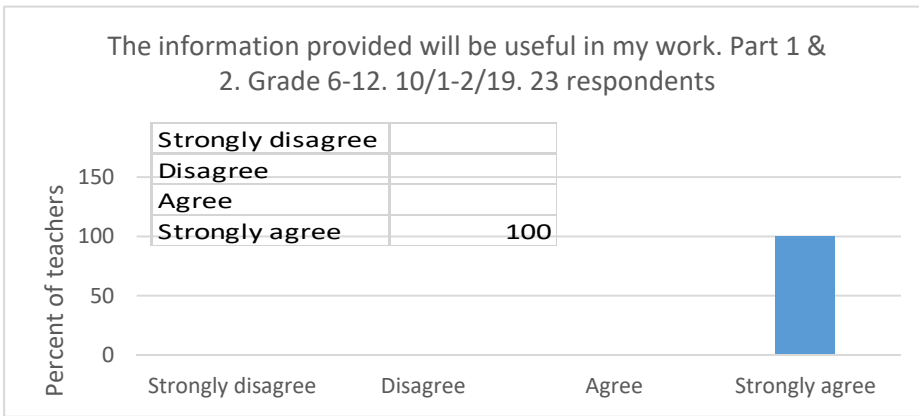 The information provided will be useful in my work. Part 1 &
2. Grade 6-12. 10/1-2/19. 23 respondents
Strongly disagree
Disagree
Agree
Strongly agree 100
Percent of teachers
150
100
50
0
Strongly disagree Disagree Agree Strongly agree